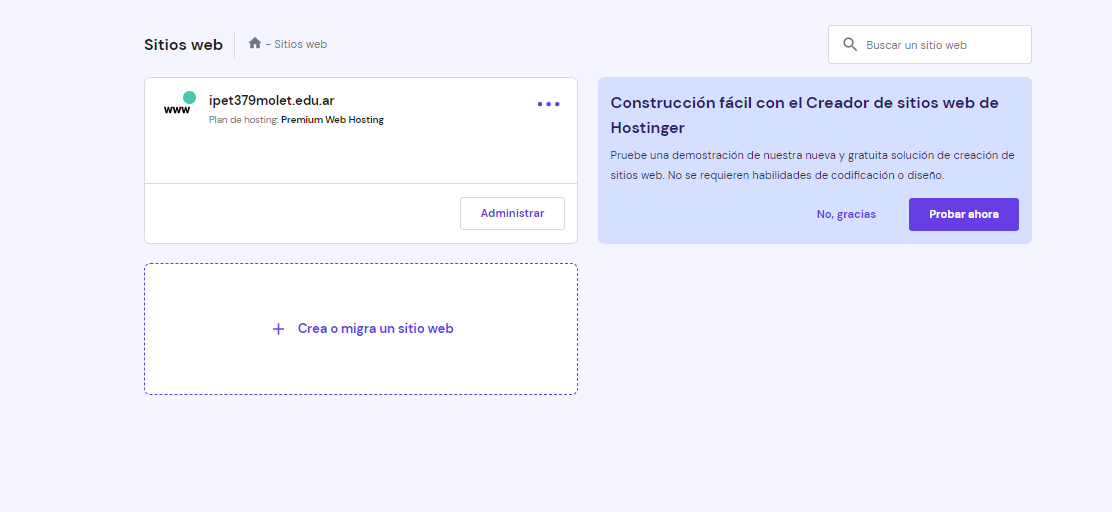 Sitios web
- Sitios web
Buscar un sitio web
www
ipet379molet.edu.ar
Plan de hosting: Premium Web Hosting
Administrar
Construcción fácil con el Creador de sitios web de
Hostinger
Pruebe una demostración de nuestra nueva y gratuita solución de creación de
sitios web. No se requieren habilidades de codificación o diseño.
No, gracias
Probar ahora
+ Crea o migra un sitio web